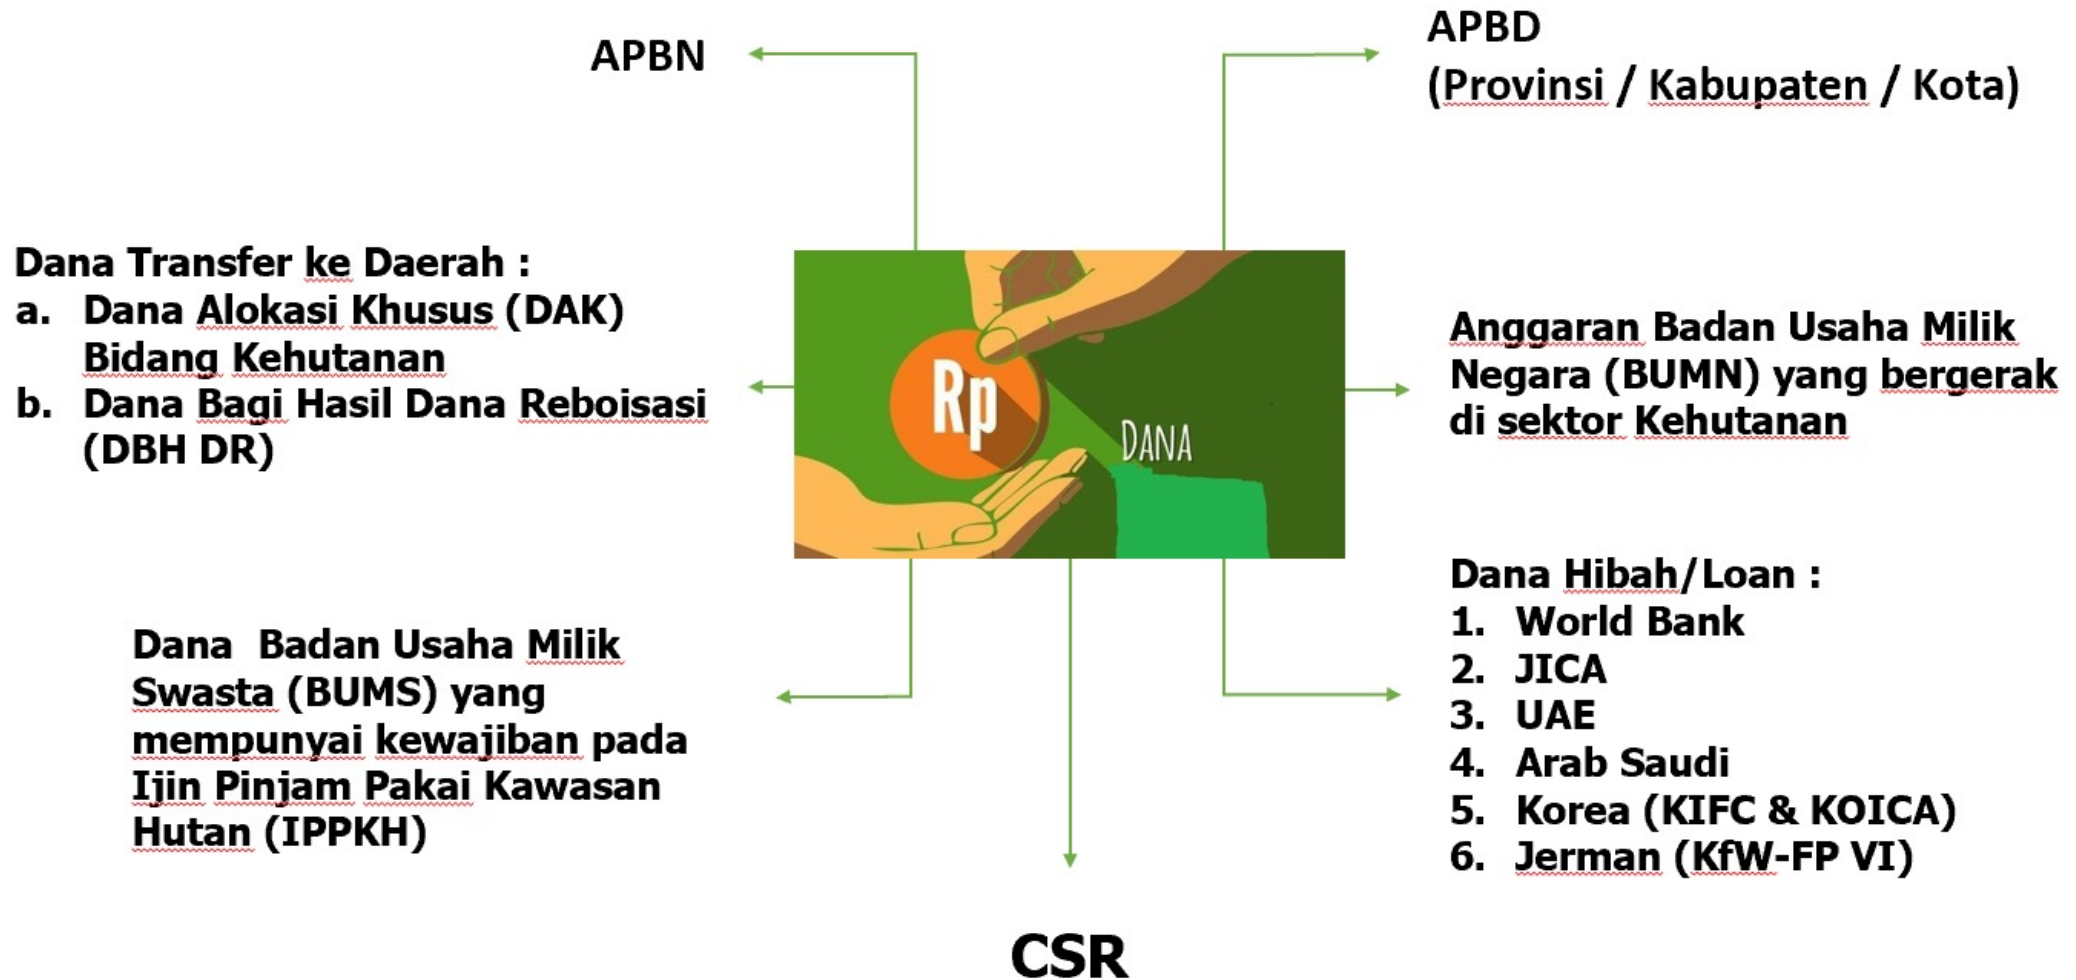 APBN
APBD
(Provinsi / Kabupaten / Kota)
Dana Transfer ke Daerah :
a. Dana Alokasi Khusus (DAK)
Bidang Kehutanan
b. Dana Bagi Hasil Dana Reboisasi
(DBH DR)
Rp
DANA
Anggaran Badan Usaha Milik
Negara (BUMN) yang bergerak
di sektor Kehutanan
Dana Badan Usaha Milik
Swasta (BUMS) yang
mempunyai kewajiban pada
Ijin Pinjam Pakai Kawasan
Hutan (IPPKH)
Dana Hibah/Loan :
1. World Bank
2. JICA
3. UAE
4. Arab Saudi
5. Korea (KIFC & KOICA)
6. Jerman (KfW-FP VI)
CSR